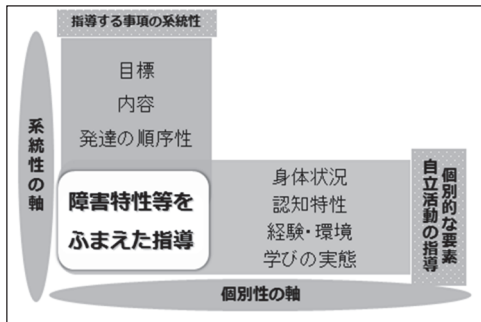 指導する事項の系統性
目標
内容
発達の順序性
系統性の軸
障害特性等を
ふまえた指導
身体状況
認知特性
経験・環境
学びの実態
個別的な要素
自立活動の指導
個別性の軸